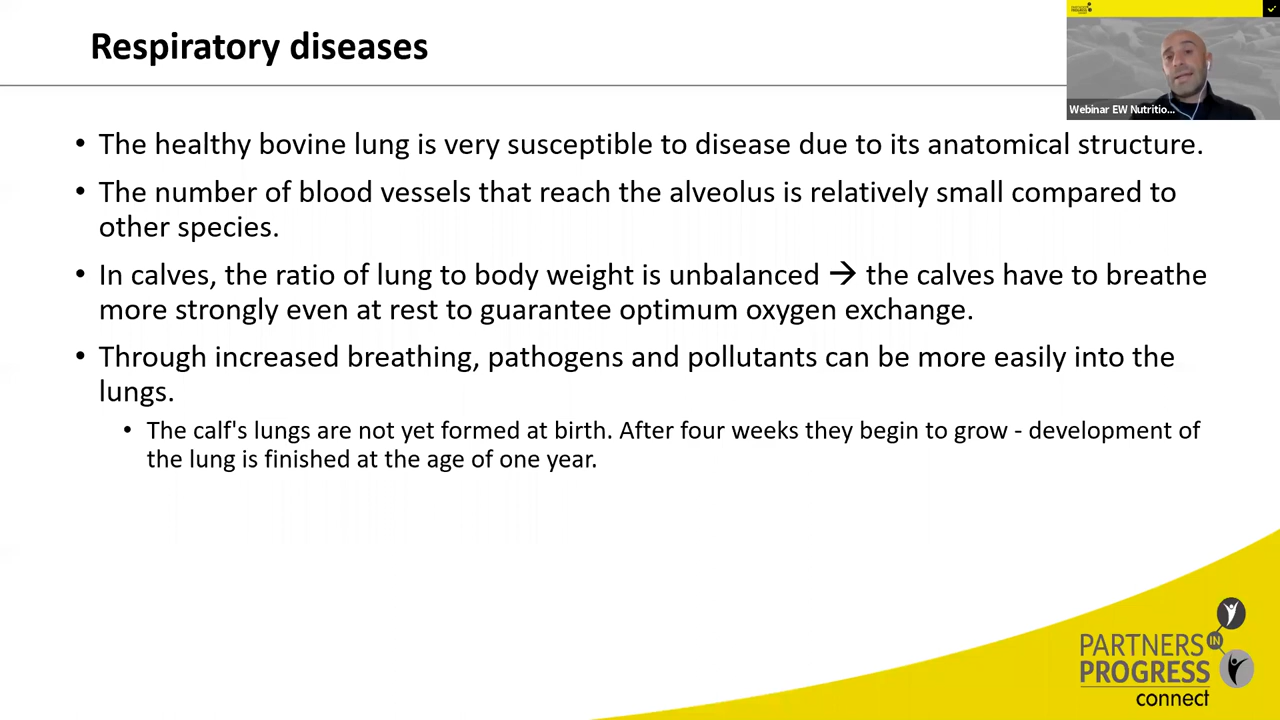 Respiratory diseases
Webinar EW Nutritio...
• The healthy bovine lung is very susceptible to disease due to its anatomical structure.
• The number of blood vessels that reach the alveolus is relatively small compared to
other species.
• In calves, the ratio of lung to body weight is unbalanced → the calves have to breathe
more strongly even at rest to guarantee optimum oxygen exchange.
• Through increased breathing, pathogens and pollutants can be more easily into the
lungs.
• The calf's lungs are not yet formed at birth. After four weeks they begin to grow - development of
the lung is finished at the age of one year.
PARTNERS
IN
PROGRESS
connect